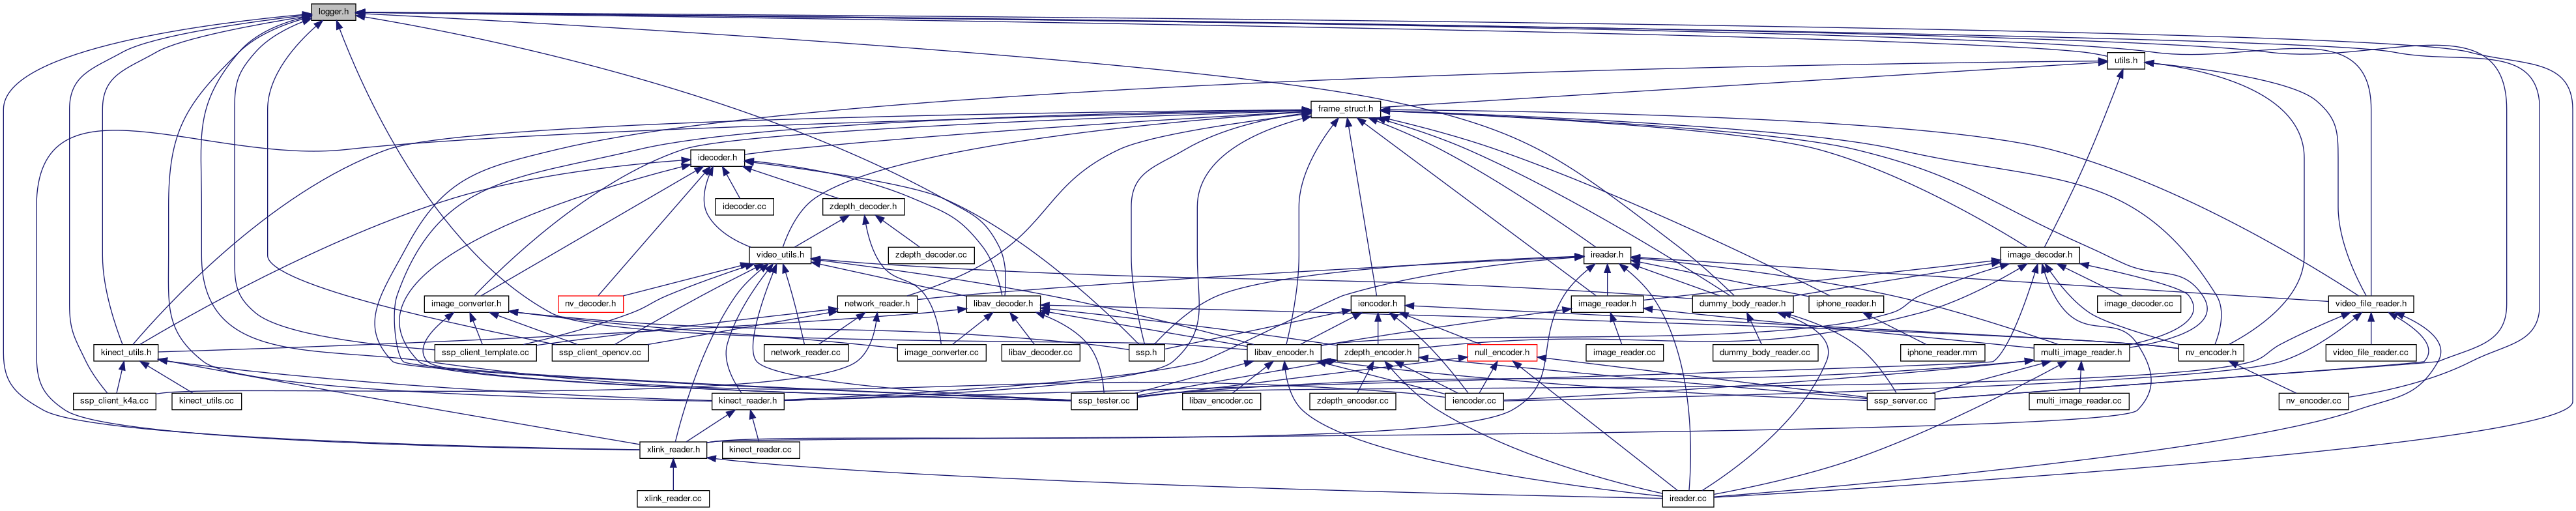 logger.h
utils.h
frame_struct.h
idecoder.h
idecoder.cc
zdepth_decoder.h
video_utils.h
zdepth_decoder.cc
ireader.h
image_decoder.h
image_converter.h
nv_decoder.h
network_reader.h
libav_decoder.h
iencoder.h
image_reader.h
dummy_body_reader.h
iphone_reader.h
image_decoder.cc
video_file_reader.h
kinect_utils.h
ssp_client_template.cc
ssp_client_opencv.cc
network_reader.cc
image_converter.cc
libav_decoder.cc
ssp.h
libav_encoder.h
zdepth_encoder.h
null_encoder.h
image_reader.cc
dummy_body_reader.cc
iphone_reader.mm
multi_image_reader.h
nv_encoder.h
video_file_reader.cc
ssp_client_k4a.cc
kinect_utils.cc
kinect_reader.h
ssp_tester.cc
libav_encoder.cc
zdepth_encoder.cc
iencoder.cc
ssp_server.cc
multi_image_reader.cc
nv_encoder.cc
xlink_reader.h
kinect_reader.cc
xlink_reader.cc
ireader.cc